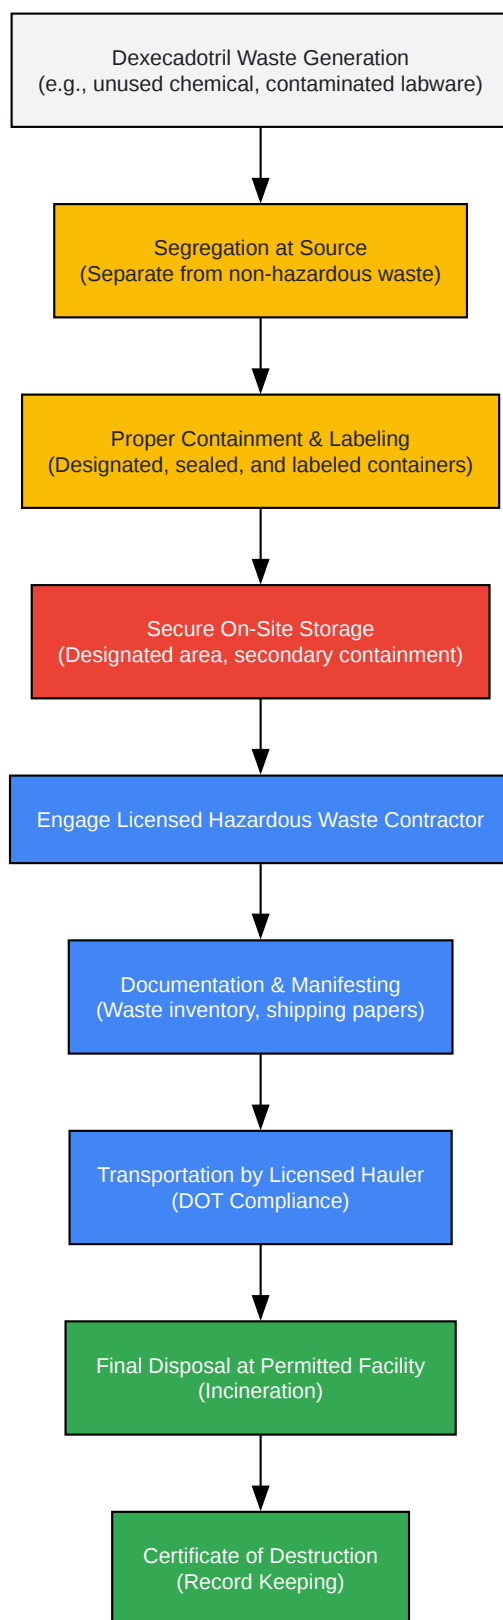 Dexecadotril Waste Generation
(e.g., unused chemical, contaminated labware)
Segregation at Source
(Separate from non-hazardous waste)
Proper Containment & Labeling
(Designated, sealed, and labeled containers)
Secure On-Site Storage
(Designated area, secondary containment)
Engage Licensed Hazardous Waste Contractor
Documentation & Manifesting
(Waste inventory, shipping papers)
Transportation by Licensed Hauler
(DOT Compliance)
Final Disposal at Permitted Facility
(Incineration)
Certificate of Destruction
(Record Keeping)